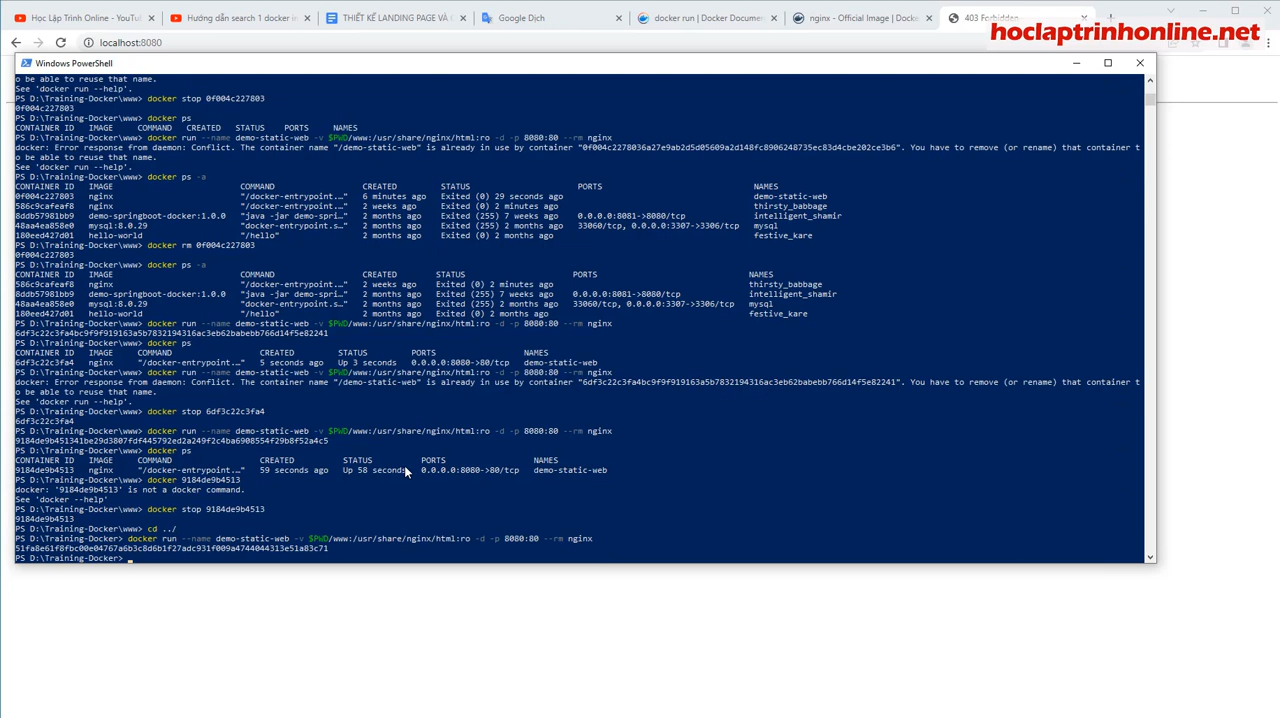 Học Lập Trình Online - YouTu
Hướng dẫn search 1 docker i
THIẾT KẾ LANDING PAGE VÀ
Google Dịch
docker run | Docker Documen
nginx - Official Image | Docke
403 Forbidden
hoclaptrinhonline.net
localhost:8080
Windows PowerShell
o be able to reuse that name.
See 'docker run --help'.
PS D:\Training-Docker\www> docker stop 0f004c227803
0f004c227803
PS D:\Training-Docker\www> docker ps
CONTAINER ID IMAGE COMMAND CREATED STATUS PORTS NAMES
PS D:\Training-Docker\www> docker run --name demo-static-web -v $PWD/www:/usr/share/nginx/html:ro -d -p 8080:80 --rm nginx
docker: Error response from daemon: Conflict. The container name "/demo-static-web" is already in use by container "0f004c2278036a27e9ab2d5d05609a2d148fc8906248735ec83d4cbe202ce3b6". You have to remove (or rename) that container t
o be able to reuse that name.
See 'docker run --help'.
PS D:\Training-Docker\www> docker ps -a
CONTAINER ID IMAGE COMMAND CREATED STATUS PORTS NAMES
0f004c227803 nginx "/docker-entrypoint.…" 6 minutes ago Exited (0) 29 seconds ago demo-static-web
586c9cafeaf8 nginx "/docker-entrypoint.…" 2 weeks ago Exited (0) 2 minutes ago thirsty_babbage
8ddb57981bb9 demo-springboot-docker:1.0.0 "java -jar demo-spri…" 2 months ago Exited (255) 7 weeks ago 0.0.0.0:8081->8080/tcp intelligent_shamir
48aa4ea858e0 mysql:8.0.29 "docker-entrypoint.s…" 2 months ago Exited (255) 2 months ago 33060/tcp, 0.0.0.0:3307->3306/tcp mysql
180eed427d01 hello-world "/hello" 2 months ago Exited (0) 2 months ago festive_kare
PS D:\Training-Docker\www> docker rm 0f004c227803
0f004c227803
PS D:\Training-Docker\www> docker ps -a
CONTAINER ID IMAGE COMMAND CREATED STATUS PORTS NAMES
586c9cafeaf8 nginx "/docker-entrypoint.…" 2 weeks ago Exited (0) 2 minutes ago thirsty_babbage
8ddb57981bb9 demo-springboot-docker:1.0.0 "java -jar demo-spri…" 2 months ago Exited (255) 7 weeks ago 0.0.0.0:8081->8080/tcp intelligent_shamir
48aa4ea858e0 mysql:8.0.29 "docker-entrypoint.s…" 2 months ago Exited (255) 2 months ago 33060/tcp, 0.0.0.0:3307->3306/tcp mysql
180eed427d01 hello-world "/hello" 2 months ago Exited (0) 2 months ago festive_kare
PS D:\Training-Docker\www> docker run --name demo-static-web -v $PWD/www:/usr/share/nginx/html:ro -d -p 8080:80 --rm nginx
6df3c22c3fa4bc9f9f919163a5b7832194316ac3eb62babebb766d14f5e82241
PS D:\Training-Docker\www> docker ps
CONTAINER ID IMAGE COMMAND CREATED STATUS PORTS NAMES
6df3c22c3fa4 nginx "/docker-entrypoint.…" 5 seconds ago Up 3 seconds 0.0.0.0:8080->80/tcp demo-static-web
PS D:\Training-Docker\www> docker run --name demo-static-web -v $PWD/www:/usr/share/nginx/html:ro -d -p 8080:80 --rm nginx
docker: Error response from daemon: Conflict. The container name "/demo-static-web" is already in use by container "6df3c22c3fa4bc9f9f919163a5b7832194316ac3eb62babebb766d14f5e82241". You have to remove (or rename) that container t
o be able to reuse that name.
See 'docker run --help'.
PS D:\Training-Docker\www> docker stop 6df3c22c3fa4
6df3c22c3fa4
PS D:\Training-Docker\www> docker run --name demo-static-web -v $PWD/www:/usr/share/nginx/html:ro -d -p 8080:80 --rm nginx
9184de9b451341be29d3807fdf445792ed2a249f2c4ba6908554f29b8f52a4c5
PS D:\Training-Docker\www> docker ps
CONTAINER ID IMAGE COMMAND CREATED STATUS PORTS NAMES
9184de9b4513 nginx "/docker-entrypoint.…" 59 seconds ago Up 58 seconds 0.0.0.0:8080->80/tcp demo-static-web
PS D:\Training-Docker\www> docker 9184de9b4513
docker: '9184de9b4513' is not a docker command.
See 'docker --help'
PS D:\Training-Docker\www> docker stop 9184de9b4513
9184de9b4513
PS D:\Training-Docker\www> cd ../
PS D:\Training-Docker> docker run --name demo-static-web -v $PWD/www:/usr/share/nginx/html:ro -d -p 8080:80 --rm nginx
51fa8e61f8fbc00e04767a6b3c8d6b1f27adc931f009a4744044313e51a83c71
PS D:\Training-Docker>